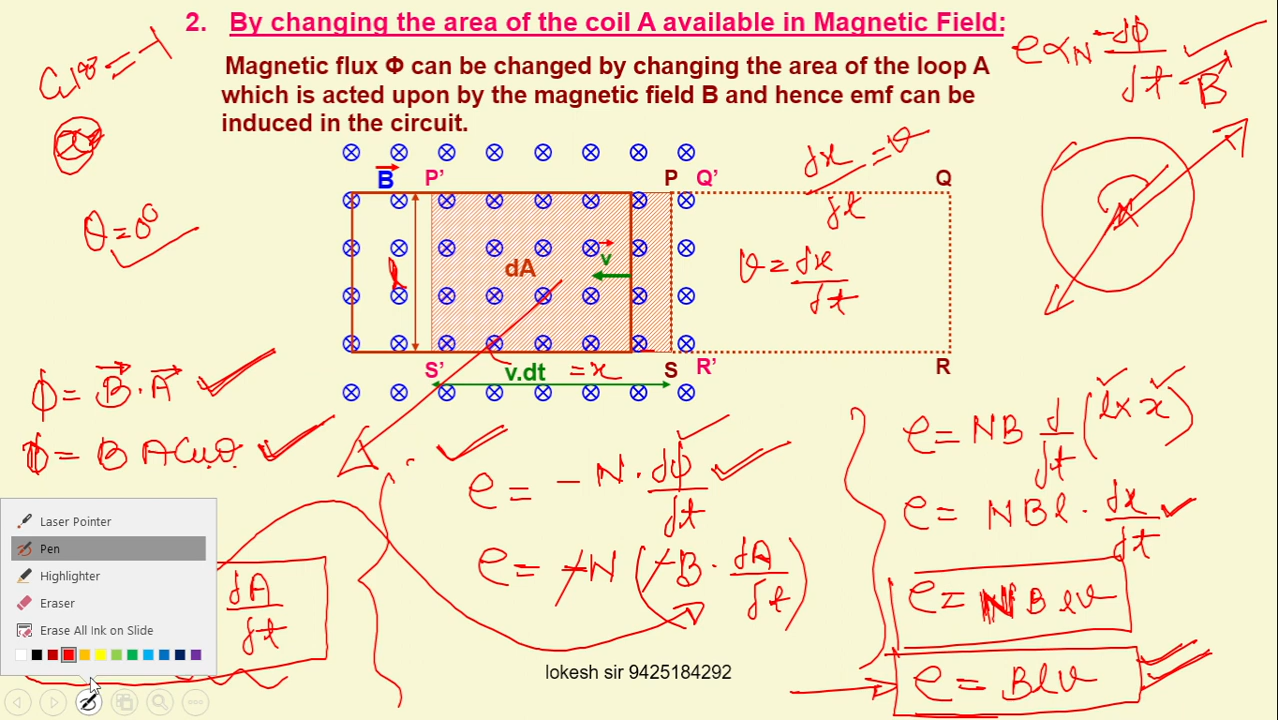 2. By changing the area of the coil A available in Magnetic Field:
Magnetic flux Φ can be changed by changing the area of the loop A
which is acted upon by the magnetic field B and hence emf can be
induced in the circuit.
e ∝ N -dϕ/dt
B
180 = -1
dx/dt = v
B P' P Q' Q
θ = 0°
l
dA
v
v = dx/dt
S' v.dt = x S R' R
ϕ = B · A
ϕ = B A Cosθ
e = -N · dϕ/dt
e = -N (-B · dA/dt)
dA/dt
e = NB d/dt (l × x)
e = NBl · dx/dt
e = NBlv
e = Blv
Laser Pointer
Pen
Highlighter
Eraser
Erase All Ink on Slide
lokesh sir 9425184292